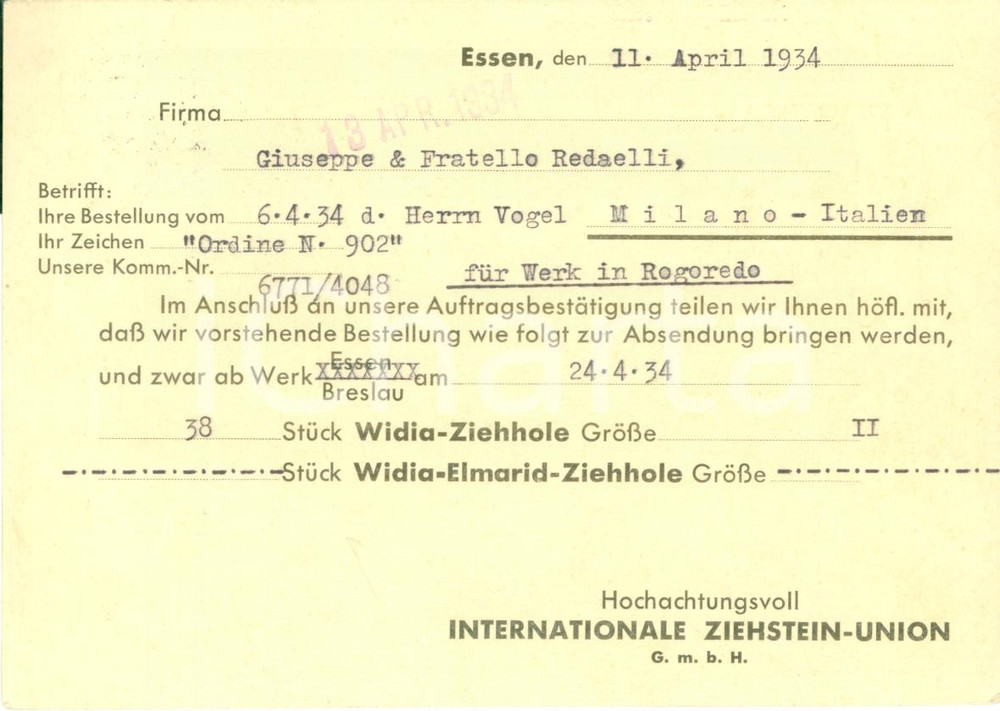 Essen, den 11. April 1934
Firma
13 APR. 1934
Giuseppe & Fratello Redaelli,
Betrifft:
Ihre Bestellung vom 6.4.34 d. Herrn Vogel Milano - Italien
Ihr Zeichen "Ordine N. 902"
Unsere Komm.-Nr. 6771/4048 für Werk in Rogoredo
Im Anschluß an unsere Auftragsbestätigung teilen wir Ihnen höfl. mit,
daß wir vorstehende Bestellung wie folgt zur Absendung bringen werden,
und zwar ab Werk Essen XXXXXXX Breslau am 24.4.34
38 Stück Widia-Ziehhole Größe II
Stück Widia-Elmarid-Ziehhole Größe
Hochachtungsvoll
INTERNATIONALE ZIEHSTEIN-UNION
G. m. b. H.